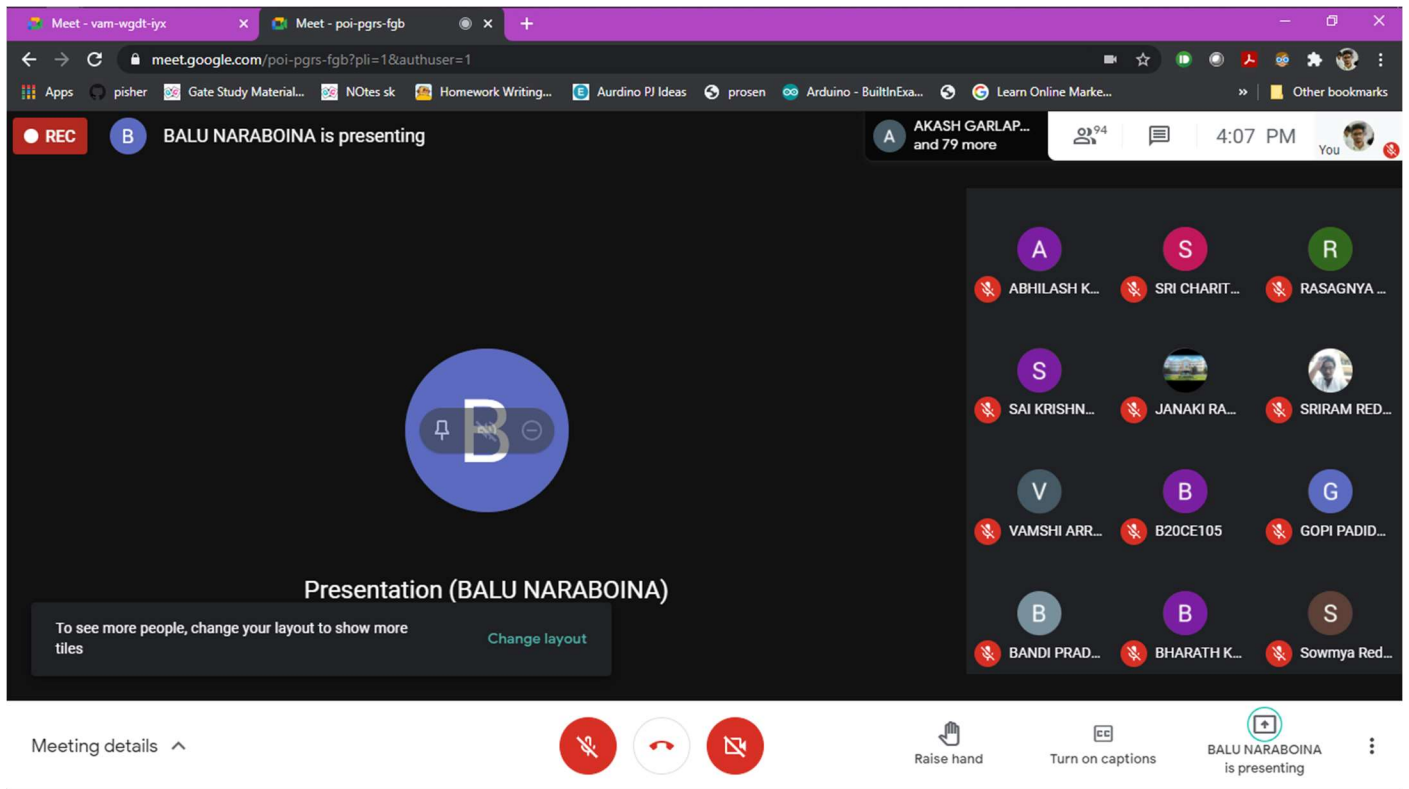 Meet - vam-wgdt-iyx
Meet - poi-pgrs-fgb
meet.google.com/poi-pgrs-fgb?pli=1&authuser=1
Apps pisher Gate Study Material... NOtes sk Homework Writing... E Aurdino PJ Ideas prosen Arduino - BuiltInExa... Learn Online Marke... » Other bookmarks
REC B BALU NARABOINA is presenting
A AKASH GARLAP...
and 79 more
94
4:07 PM
You
A S R
ABHILASH K... SRI CHARIT... RASAGNYA ...
S
SAI KRISHN... JANAKI RA... SRIRAM RED...
V B G
VAMSHI ARR... B20CE105 GOPI PADID...
B B S
BANDI PRAD... BHARATH K... Sowmya Red...
B
Presentation (BALU NARABOINA)
To see more people, change your layout to show more
tiles
Change layout
Meeting details
Raise hand
CC
Turn on captions
BALU NARABOINA
is presenting